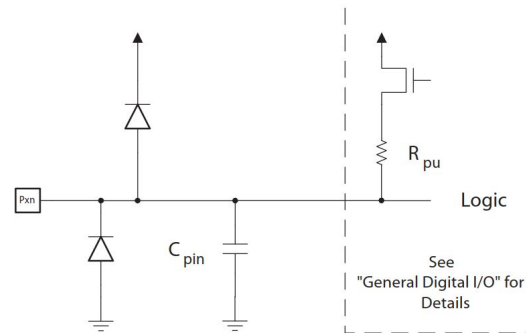 R pu
Pxn
Logic
C pin
See
"General Digital I/O" for
Details